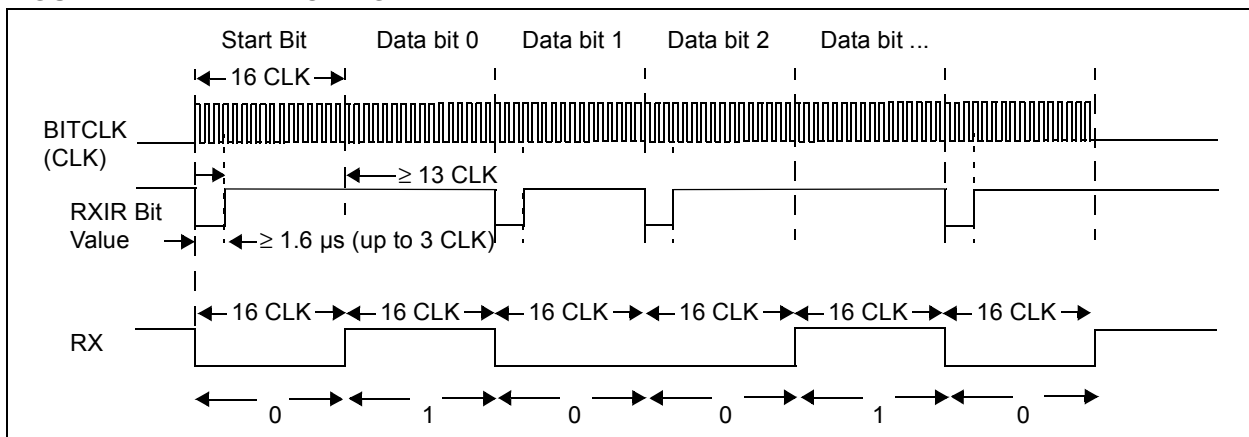 Start Bit Data bit 0 Data bit 1 Data bit 2 Data bit ...
16 CLK
BITCLK
(CLK)
≥ 13 CLK
RXIR Bit
Value
≥ 1.6 µs (up to 3 CLK)
16 CLK 16 CLK 16 CLK 16 CLK 16 CLK 16 CLK
RX
0 1 0 0 1 0